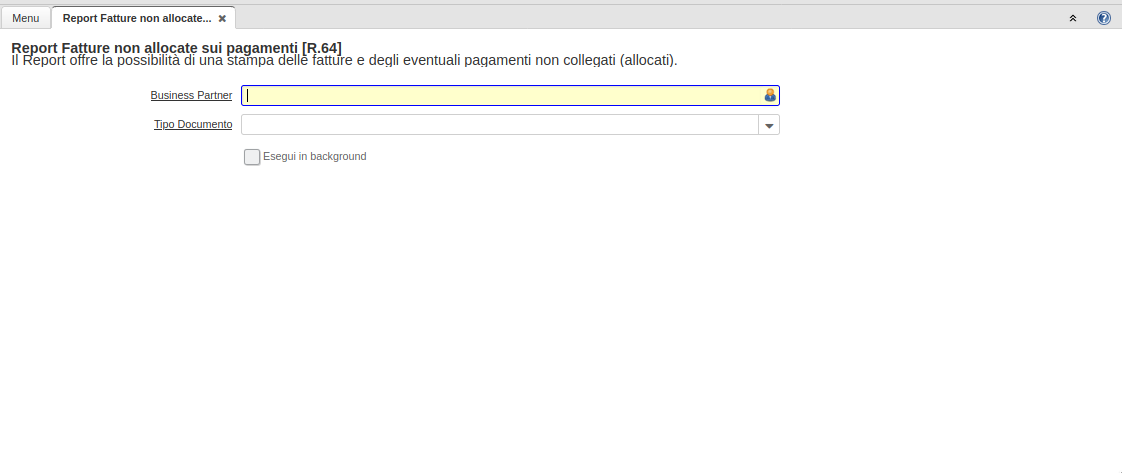 Menu
Report Fatture non allocate...
Report Fatture non allocate sui pagamenti [R.64]
Il Report offre la possibilità di una stampa delle fatture e degli eventuali pagamenti non collegati (allocati).
Business Partner
Tipo Documento
Esegui in background